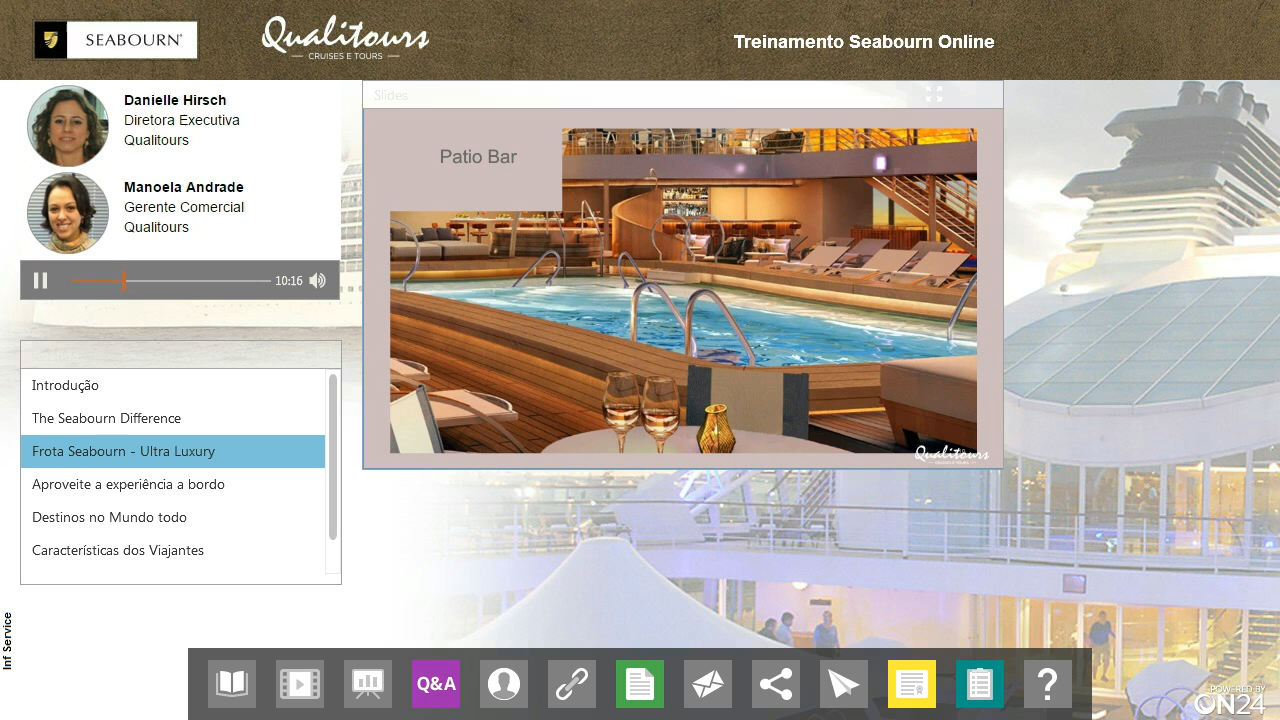 SEABOURN®
Qualitours
CRUISES E TOURS
Treinamento Seabourn Online
Danielle Hirsch
Diretora Executiva
Qualitours
Manoela Andrade
Gerente Comercial
Qualitours
10:16
Slides
Patio Bar
Qualitours
Introdução
The Seabourn Difference
Frota Seabourn - Ultra Luxury
Aproveite a experiência a bordo
Destinos no Mundo todo
Características dos Viajantes
Inf Service
Q&A
?
POWERED BY
ON24